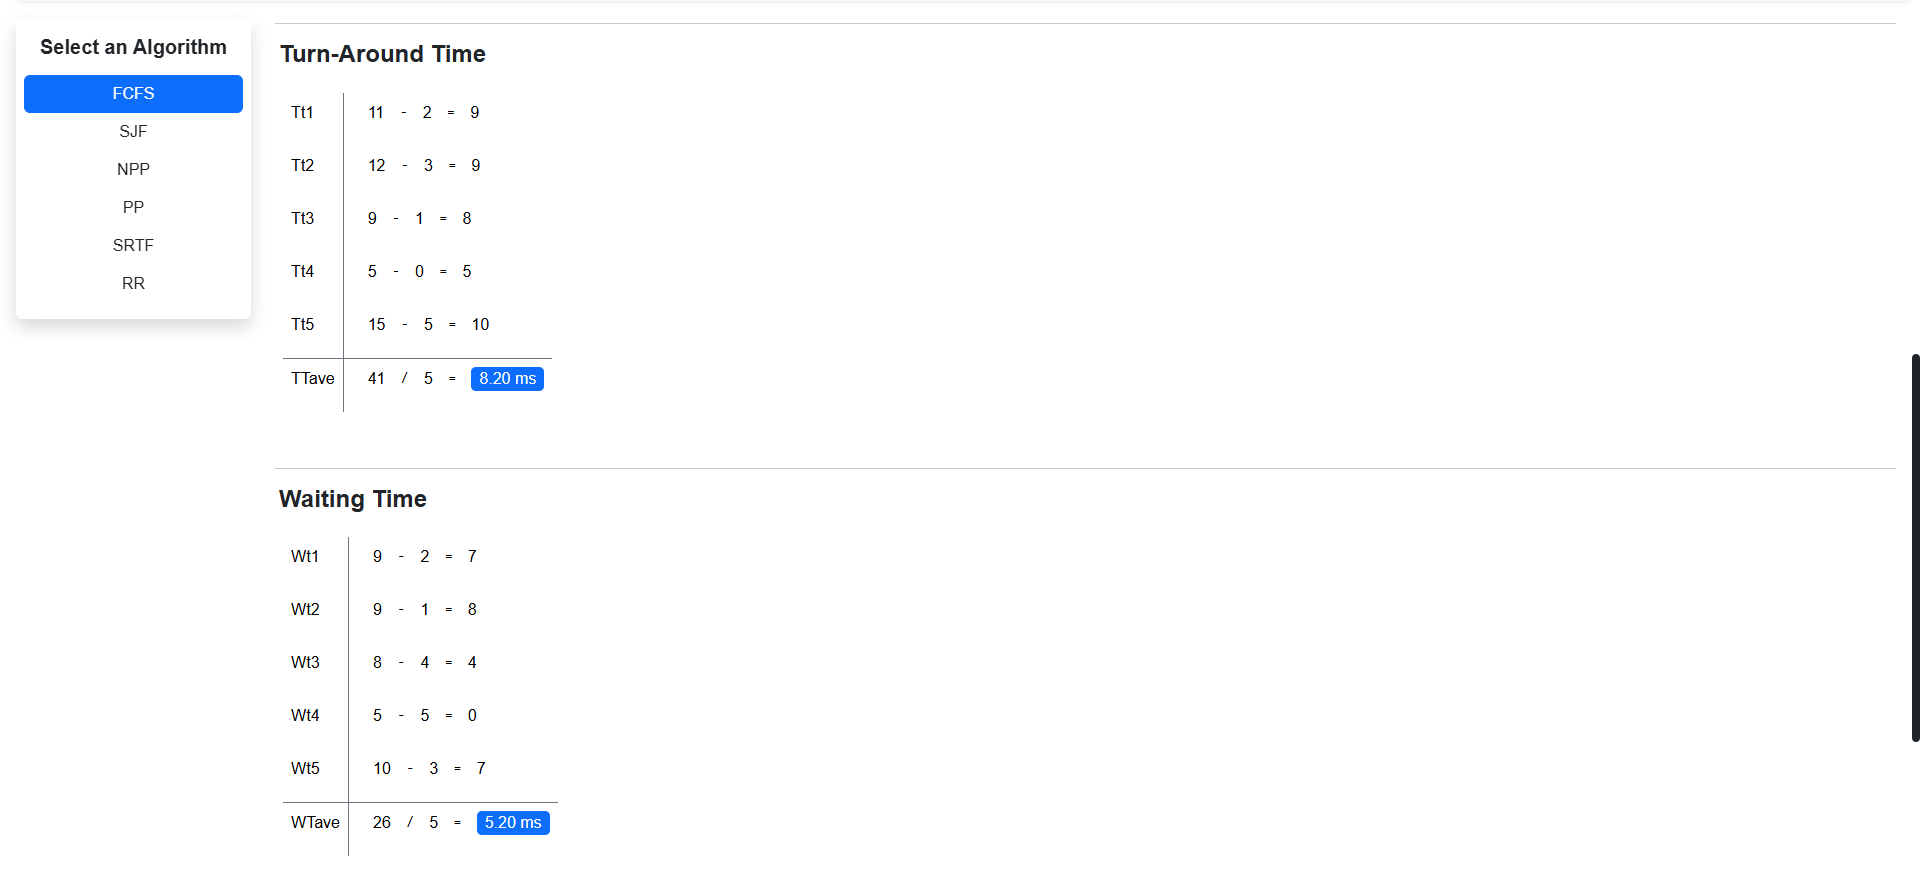 Select an Algorithm
FCFS
SJF
NPP
PP
SRTF
RR
Turn-Around Time
Tt1 11 - 2 = 9
Tt2 12 - 3 = 9
Tt3 9 - 1 = 8
Tt4 5 - 0 = 5
Tt5 15 - 5 = 10
TTave 41 / 5 = 8.20 ms
Waiting Time
Wt1 9 - 2 = 7
Wt2 9 - 1 = 8
Wt3 8 - 4 = 4
Wt4 5 - 5 = 0
Wt5 10 - 3 = 7
WTave 26 / 5 = 5.20 ms